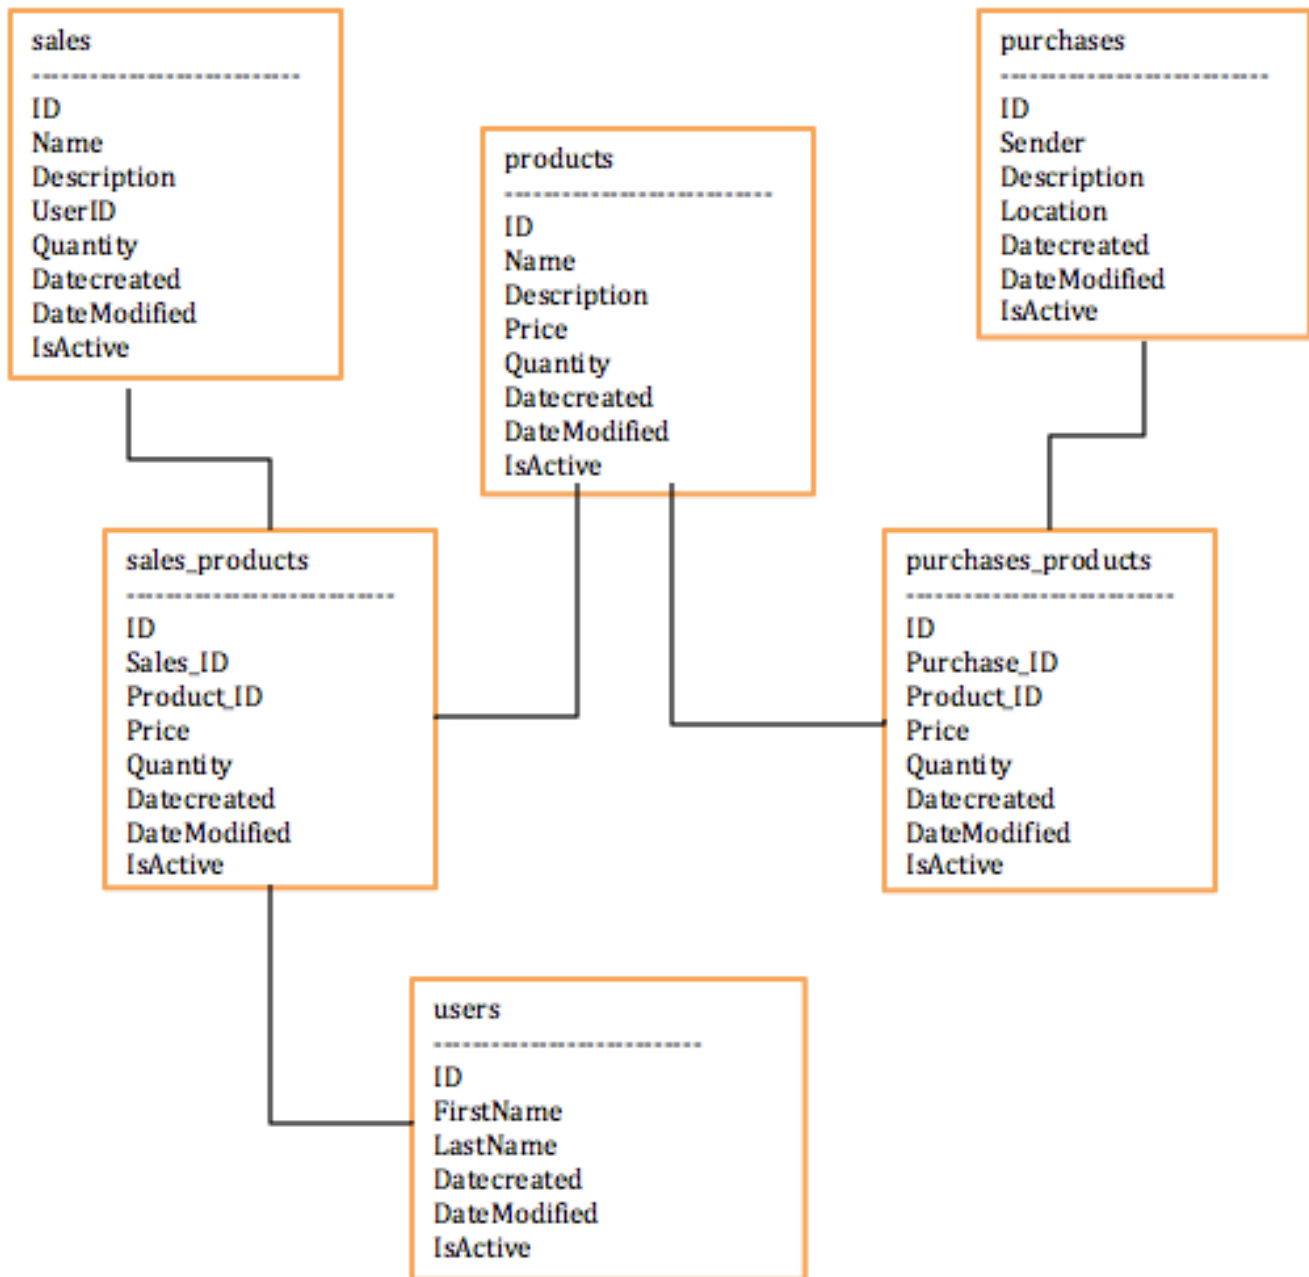 sales
----------------------------
ID
Name
Description
UserID
Quantity
Datecreated
DateModified
IsActive
products
----------------------------
ID
Name
Description
Price
Quantity
Datecreated
DateModified
IsActive
purchases
----------------------------
ID
Sender
Description
Location
Datecreated
DateModified
IsActive
sales_products
----------------------------
ID
Sales_ID
Product_ID
Price
Quantity
Datecreated
DateModified
IsActive
purchases_products
----------------------------
ID
Purchase_ID
Product_ID
Price
Quantity
Datecreated
DateModified
IsActive
users
----------------------------
ID
FirstName
LastName
Datecreated
DateModified
IsActive